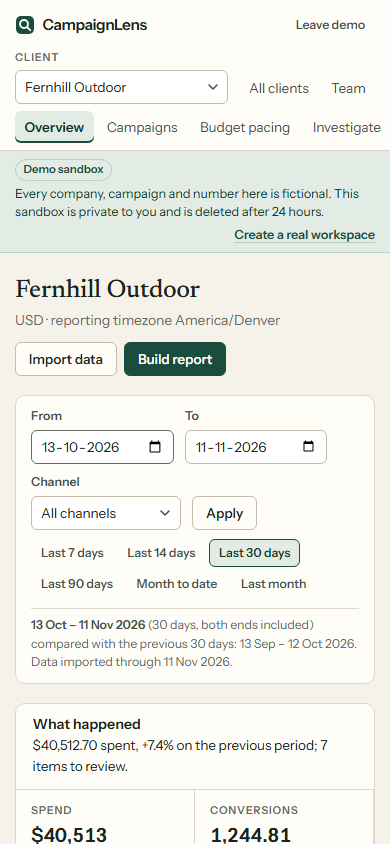 CampaignLens
Leave demo
CLIENT
Fernhill Outdoor
All clients
Team
Overview
Campaigns
Budget pacing
Investigate
Demo sandbox
Every company, campaign and number here is fictional. This
sandbox is private to you and is deleted after 24 hours.
Create a real workspace
Fernhill Outdoor
USD · reporting timezone America/Denver
Import data
Build report
From
To
13-10-2026
11-11-2026
Channel
All channels
Apply
Last 7 days
Last 14 days
Last 30 days
Last 90 days
Month to date
Last month
13 Oct – 11 Nov 2026 (30 days, both ends included)
compared with the previous 30 days: 13 Sep – 12 Oct 2026.
Data imported through 11 Nov 2026.
What happened
$40,512.70 spent, +7.4% on the previous period; 7
items to review.
SPEND
CONVERSIONS
$40,513
1,244.81